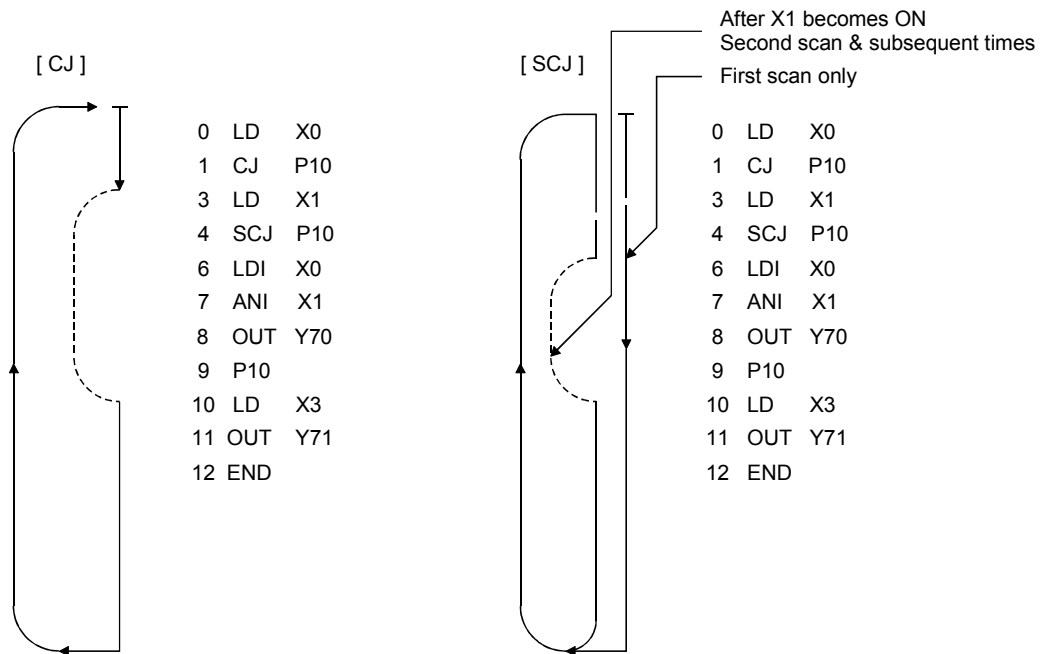 After X1 becomes ON
Second scan & subsequent times
First scan only
[ CJ ]
0 LD X0
1 CJ P10
3 LD X1
4 SCJ P10
6 LDI X0
7 ANI X1
8 OUT Y70
9 P10
10 LD X3
11 OUT Y71
12 END
[ SCJ ]
0 LD X0
1 CJ P10
3 LD X1
4 SCJ P10
6 LDI X0
7 ANI X1
8 OUT Y70
9 P10
10 LD X3
11 OUT Y71
12 END